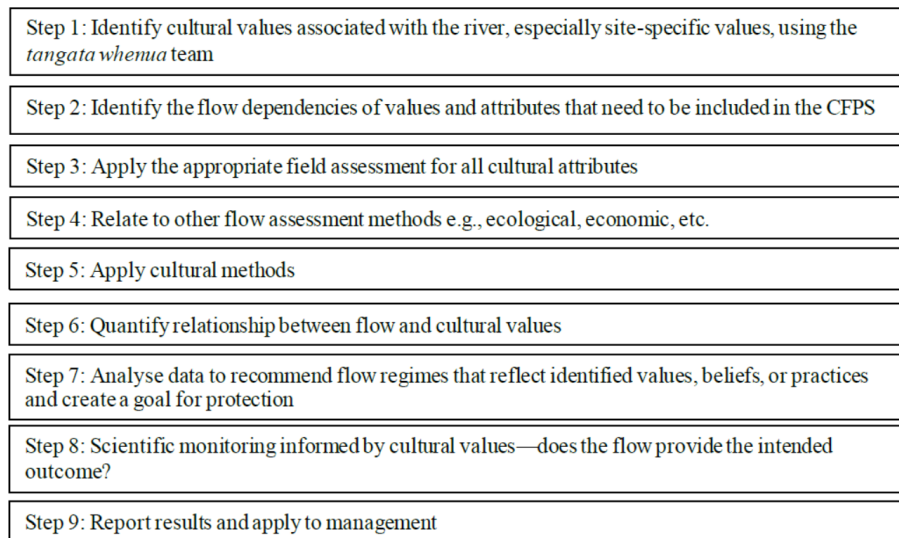 Step 1: Identify cultural values associated with the river, especially site-specific values, using the
tangata whenua team
Step 2: Identify the flow dependencies of values and attributes that need to be included in the CFPS
Step 3: Apply the appropriate field assessment for all cultural attributes
Step 4: Relate to other flow assessment methods e.g., ecological, economic, etc.
Step 5: Apply cultural methods
Step 6: Quantify relationship between flow and cultural values
Step 7: Analyse data to recommend flow regimes that reflect identified values, beliefs, or practices
and create a goal for protection
Step 8: Scientific monitoring informed by cultural values—does the flow provide the intended
outcome?
Step 9: Report results and apply to management